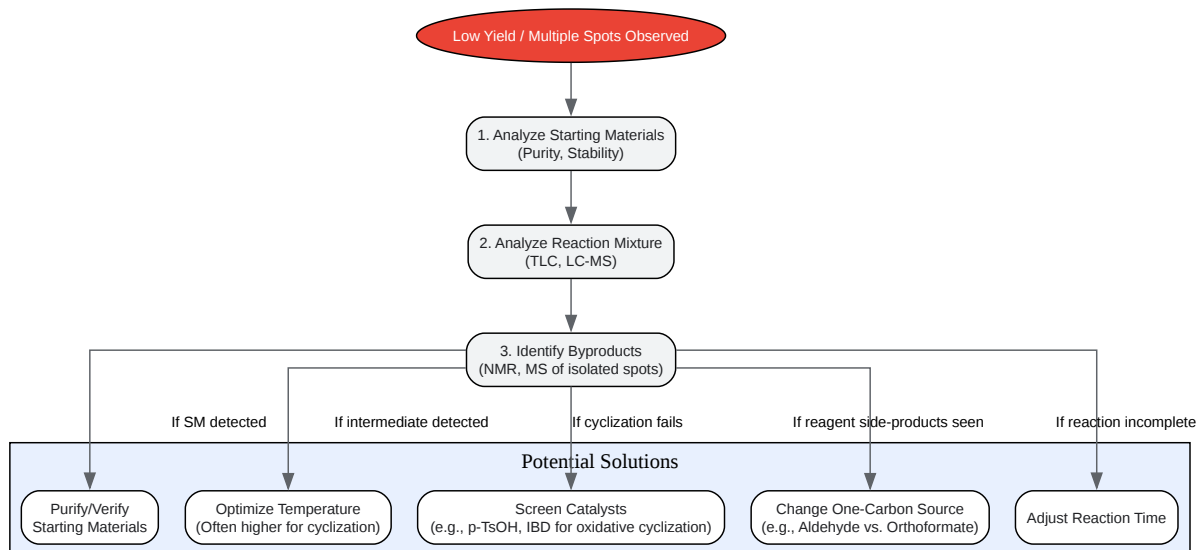 Low Yield / Multiple Spots Observed
1. Analyze Starting Materials
(Purity, Stability)
2. Analyze Reaction Mixture
(TLC, LC-MS)
3. Identify Byproducts
(NMR, MS of isolated spots)
If SM detected
If intermediate detected
If cyclization fails
If reagent side-products seen
If reaction incomplete
Potential Solutions
Purify/Verify
Starting Materials
Optimize Temperature
(Often higher for cyclization)
Screen Catalysts
(e.g., p-TsOH, IBD for oxidative cyclization)
Change One-Carbon Source
(e.g., Aldehyde vs. Orthoformate)
Adjust Reaction Time